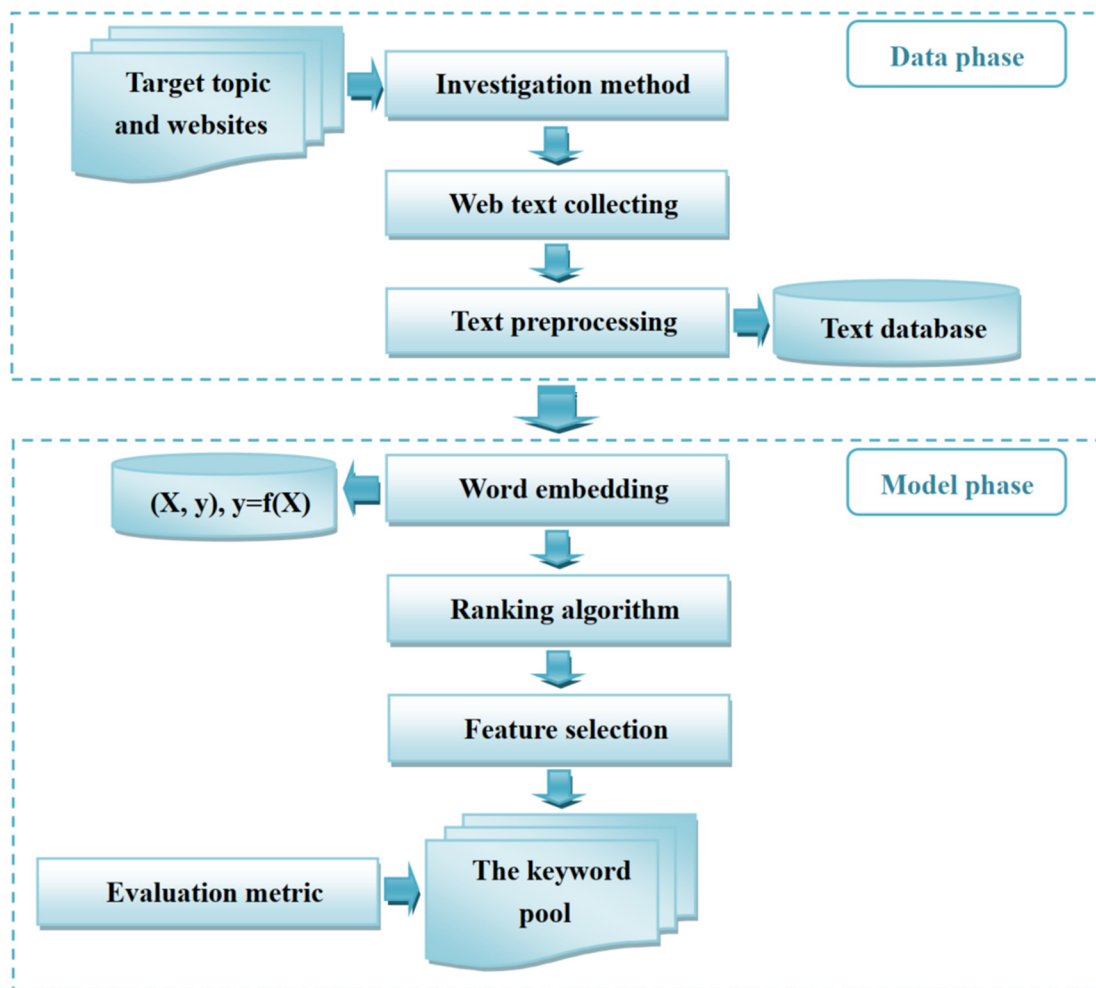 Data phase
Target topic
and websites
Investigation method
Web text collecting
Text preprocessing
Text database
Model phase
(X, y), y=f(X)
Word embedding
Ranking algorithm
Feature selection
Evaluation metric
The keyword
pool